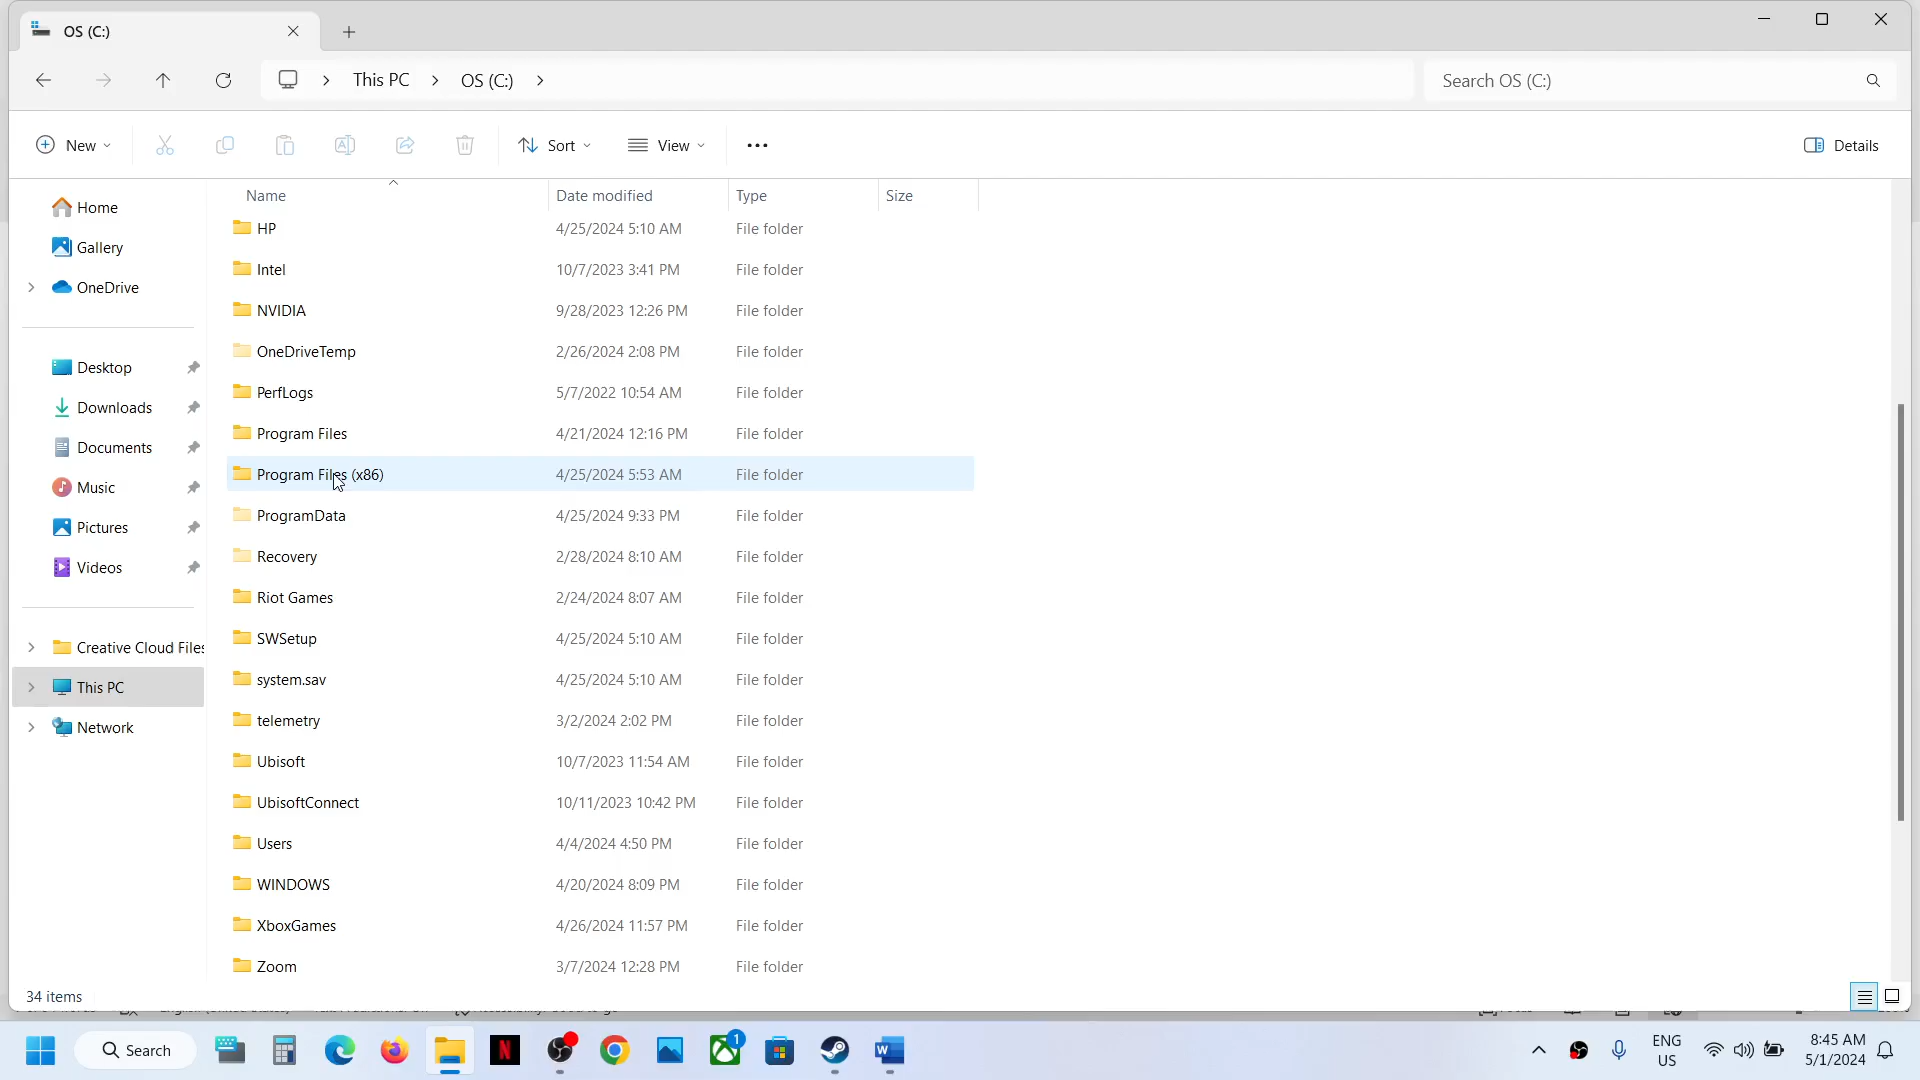 OS (C:)
This PC > OS (C:) >
Search OS (C:)
New
Sort
View
Details
Name Date modified Type Size
HP 4/25/2024 5:10 AM File folder
Intel 10/7/2023 3:41 PM File folder
NVIDIA 9/28/2023 12:26 PM File folder
OneDriveTemp 2/26/2024 2:08 PM File folder
PerfLogs 5/7/2022 10:54 AM File folder
Program Files 4/21/2024 12:16 PM File folder
Program Files (x86) 4/25/2024 5:53 AM File folder
ProgramData 4/25/2024 9:33 PM File folder
Recovery 2/28/2024 8:10 AM File folder
Riot Games 2/24/2024 8:07 AM File folder
SWSetup 4/25/2024 5:10 AM File folder
system.sav 4/25/2024 5:10 AM File folder
telemetry 3/2/2024 2:02 PM File folder
Ubisoft 10/7/2023 11:54 AM File folder
UbisoftConnect 10/11/2023 10:42 PM File folder
Users 4/4/2024 4:50 PM File folder
WINDOWS 4/20/2024 8:09 PM File folder
XboxGames 4/26/2024 11:57 PM File folder
Zoom 3/7/2024 12:28 PM File folder
Home
Gallery
OneDrive
Desktop
Downloads
Documents
Music
Pictures
Videos
Creative Cloud Files
This PC
Network
34 items
Search
1
ENG
US
8:45 AM
5/1/2024